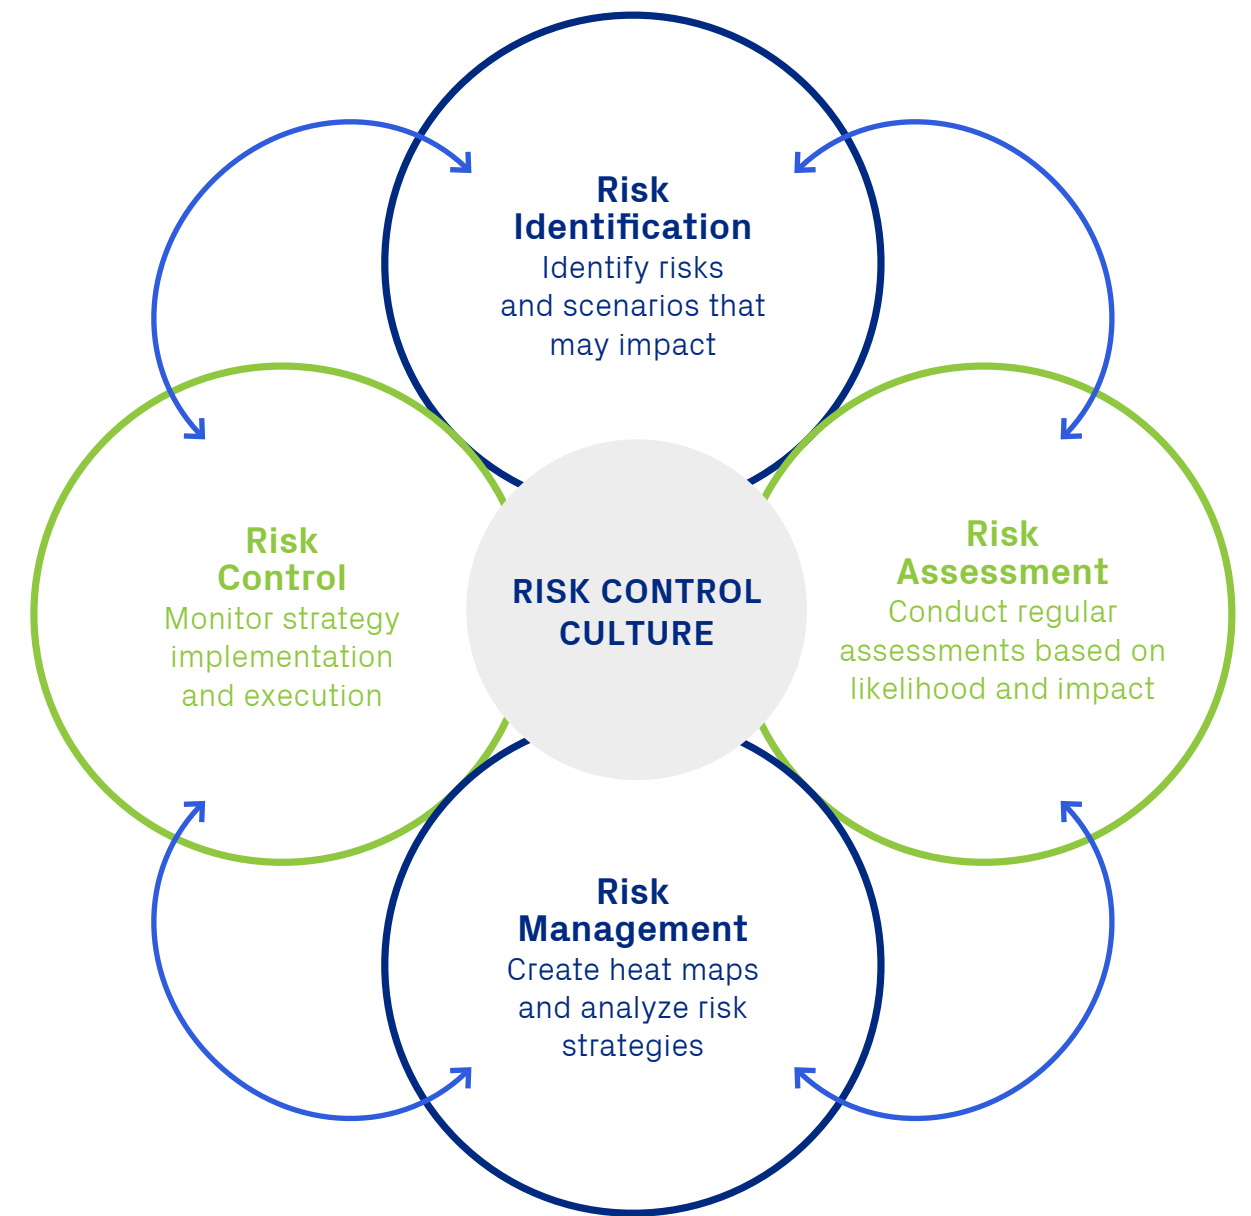 Risk
Identification
Identify risks
and scenarios that
may impact
Risk
Control
Monitor strategy
implementation
and execution
RISK CONTROL
CULTURE
Risk
Assessment
Conduct regular
assessments based on
likelihood and impact
Risk
Management
Create heat maps
and analyze risk
strategies